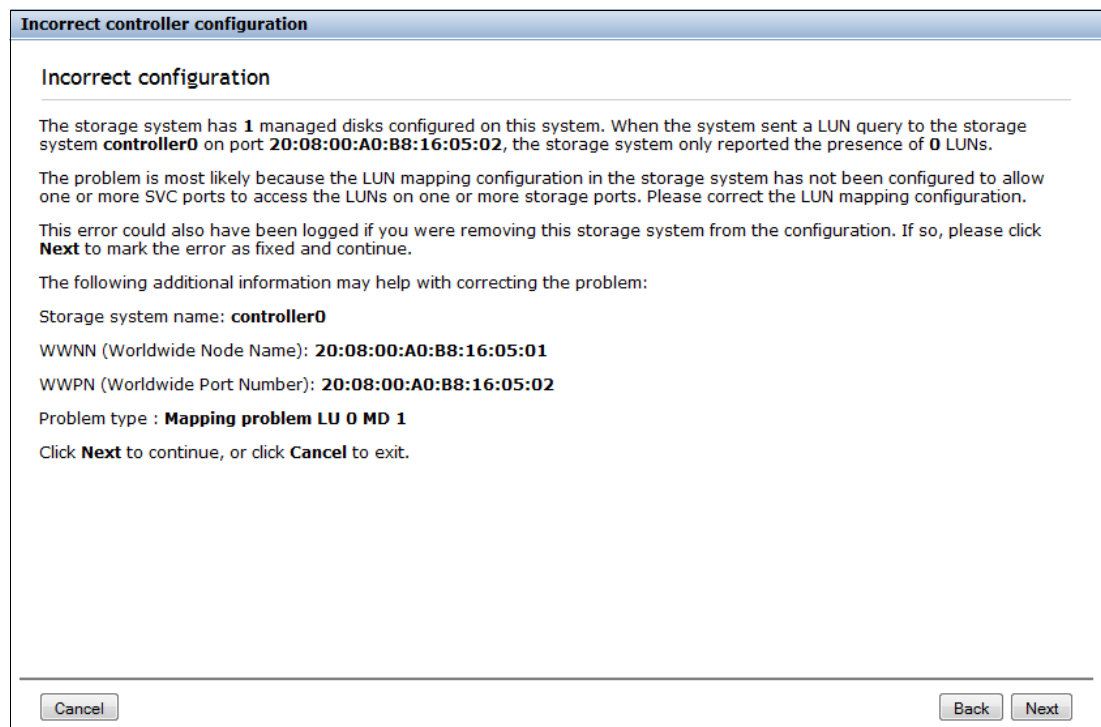 Incorrect controller configuration
Incorrect configuration
The storage system has 1 managed disks configured on this system. When the system sent a LUN query to the storage
system controller0 on port 20:08:00:A0:B8:16:05:02, the storage system only reported the presence of 0 LUNs.
The problem is most likely because the LUN mapping configuration in the storage system has not been configured to allow
one or more SVC ports to access the LUNs on one or more storage ports. Please correct the LUN mapping configuration.
This error could also have been logged if you were removing this storage system from the configuration. If so, please click
Next to mark the error as fixed and continue.
The following additional information may help with correcting the problem:
Storage system name: controller0
WWNN (Worldwide Node Name): 20:08:00:A0:B8:16:05:01
WWPN (Worldwide Port Number): 20:08:00:A0:B8:16:05:02
Problem type : Mapping problem LU 0 MD 1
Click Next to continue, or click Cancel to exit.
Cancel Back Next